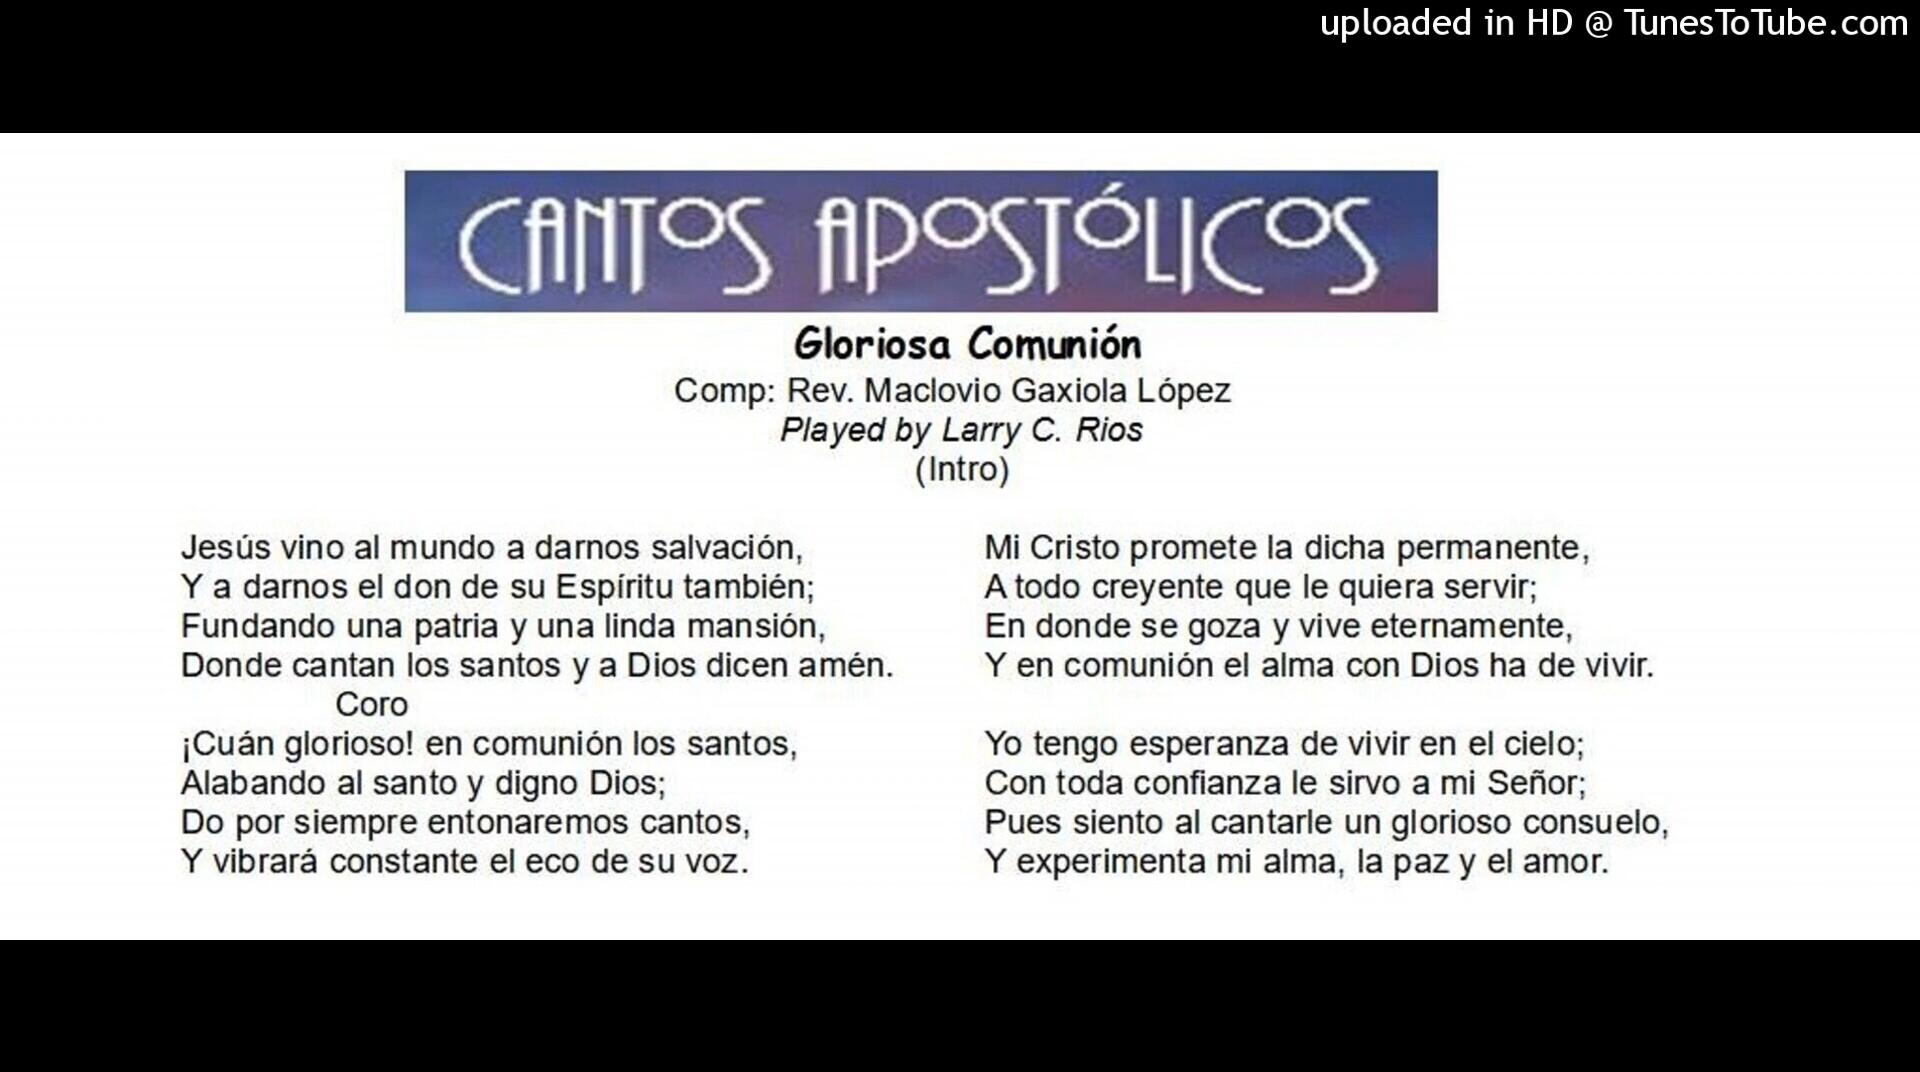 uploaded in HD @ TunesToTube.com
CANTOS APOSTÓLICOS
Gloriosa Comunión
Comp: Rev. Maclovio Gaxiola López
Played by Larry C. Rios
(Intro)
Jesús vino al mundo a darnos salvación,
Y a darnos el don de su Espíritu también;
Fundando una patria y una linda mansión,
Donde cantan los santos y a Dios dicen amén.
Coro
¡Cuán glorioso! en comunión los santos,
Alabando al santo y digno Dios;
Do por siempre entonaremos cantos,
Y vibrará constante el eco de su voz.
Mi Cristo promete la dicha permanente,
A todo creyente que le quiera servir;
En donde se goza y vive eternamente,
Y en comunión el alma con Dios ha de vivir.
Yo tengo esperanza de vivir en el cielo;
Con toda confianza le sirvo a mi Señor;
Pues siento al cantarle un glorioso consuelo,
Y experimenta mi alma, la paz y el amor.